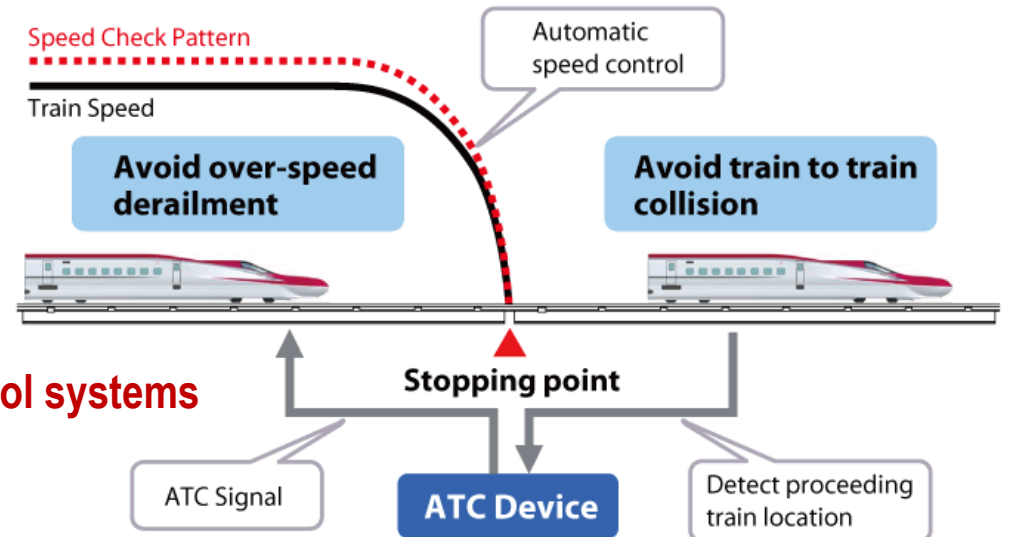 Speed Check Pattern
Train Speed
Automatic
speed control
Avoid over-speed
derailment
Avoid train to train
collision
Stopping point
ol systems
ATC Signal
ATC Device
Detect proceeding
train location